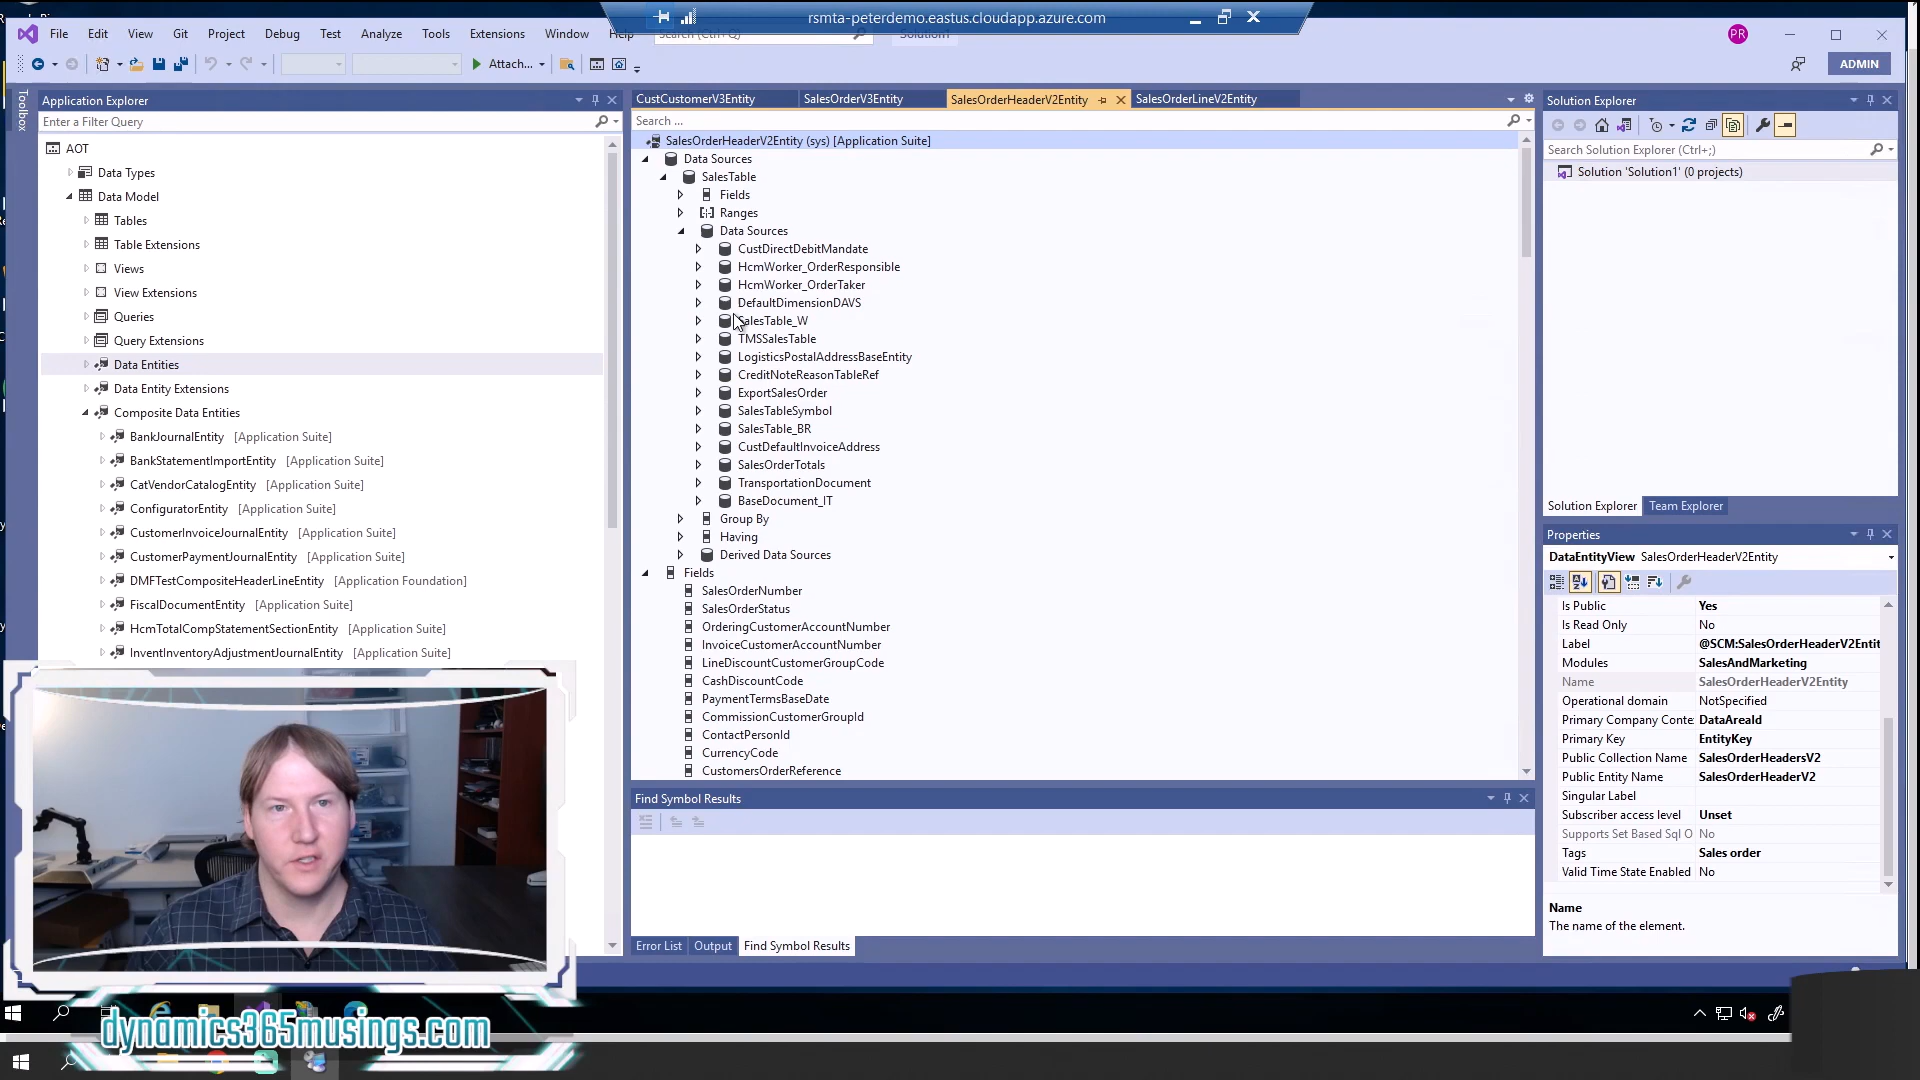 rsmta-peterdemo.eastus.cloudapp.azure.com
File Edit View Git Project Debug Test Analyze Tools Extensions Window Help Search (Ctrl+Q) Solution1 PR
Attach... ADMIN
Toolbox
Application Explorer
Enter a Filter Query
AOT
Data Types
Data Model
Tables
Table Extensions
Views
View Extensions
Queries
Query Extensions
Data Entities
Data Entity Extensions
Composite Data Entities
BankJournalEntity [Application Suite]
BankStatementImportEntity [Application Suite]
CatVendorCatalogEntity [Application Suite]
ConfiguratorEntity [Application Suite]
CustomerInvoiceJournalEntity [Application Suite]
CustomerPaymentJournalEntity [Application Suite]
DMFTestCompositeHeaderLineEntity [Application Foundation]
FiscalDocumentEntity [Application Suite]
HcmTotalCompStatementSectionEntity [Application Suite]
InventInventoryAdjustmentJournalEntity [Application Suite]
CustCustomerV3Entity SalesOrderV3Entity SalesOrderHeaderV2Entity SalesOrderLineV2Entity
Search ...
SalesOrderHeaderV2Entity (sys) [Application Suite]
Data Sources
SalesTable
Fields
Ranges
Data Sources
CustDirectDebitMandate
HcmWorker_OrderResponsible
HcmWorker_OrderTaker
DefaultDimensionDAVS
SalesTable_W
TMSSalesTable
LogisticsPostalAddressBaseEntity
CreditNoteReasonTableRef
ExportSalesOrder
SalesTableSymbol
SalesTable_BR
CustDefaultInvoiceAddress
SalesOrderTotals
TransportationDocument
BaseDocument_IT
Group By
Having
Derived Data Sources
Fields
SalesOrderNumber
SalesOrderStatus
OrderingCustomerAccountNumber
InvoiceCustomerAccountNumber
LineDiscountCustomerGroupCode
CashDiscountCode
PaymentTermsBaseDate
CommissionCustomerGroupId
ContactPersonId
CurrencyCode
CustomersOrderReference
Find Symbol Results
Error List Output Find Symbol Results
Solution Explorer
Search Solution Explorer (Ctrl+;)
Solution 'Solution1' (0 projects)
Solution Explorer Team Explorer
Properties
DataEntityView SalesOrderHeaderV2Entity
Is Public Yes
Is Read Only No
Label @SCM:SalesOrderHeaderV2Entit
Modules SalesAndMarketing
Name SalesOrderHeaderV2Entity
Operational domain NotSpecified
Primary Company Conte: DataAreaId
Primary Key EntityKey
Public Collection Name SalesOrderHeadersV2
Public Entity Name SalesOrderHeaderV2
Singular Label
Subscriber access level Unset
Supports Set Based Sql O No
Tags Sales order
Valid Time State Enabled No
Name
The name of the element.
dynamics365musings.com